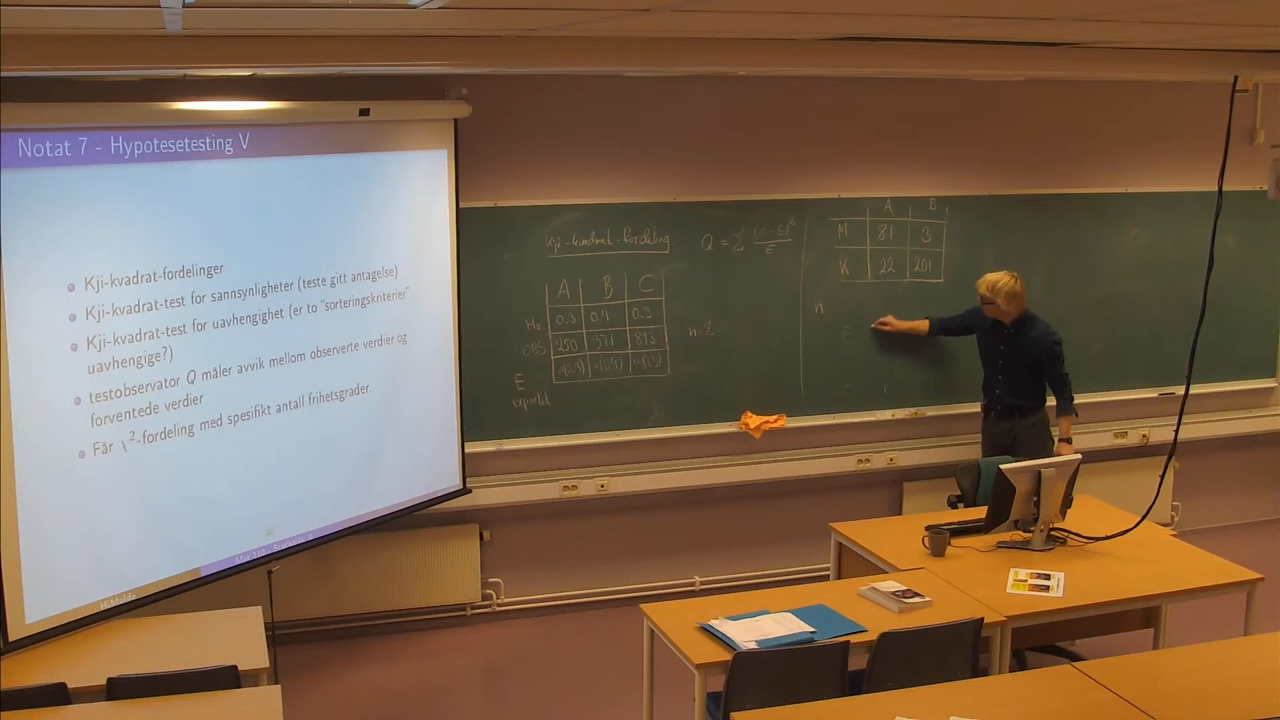 Notat 7 - Hypotesetesting V
Kji-kvadrat-fordelinger
Kji-kvadrat-test for sannsynligheter (teste gitt antagelse)
Kji-kvadrat-test for uavhengighet (er to "sorteringskriterier"
uavhengige?)
testobservator Q måler avvik mellom observerte verdier og
forventede verdier
Får χ²-fordeling med spesifikt antall frihetsgrader.
HiMolde
Kji-kvadrat-fordeling
Q = Σ (O-E)² / E
A B C
H₀ 0.3 0.4 0.3
OBS 250 371 813
E
expected
A B
M 81 3
K 22 201
n
E